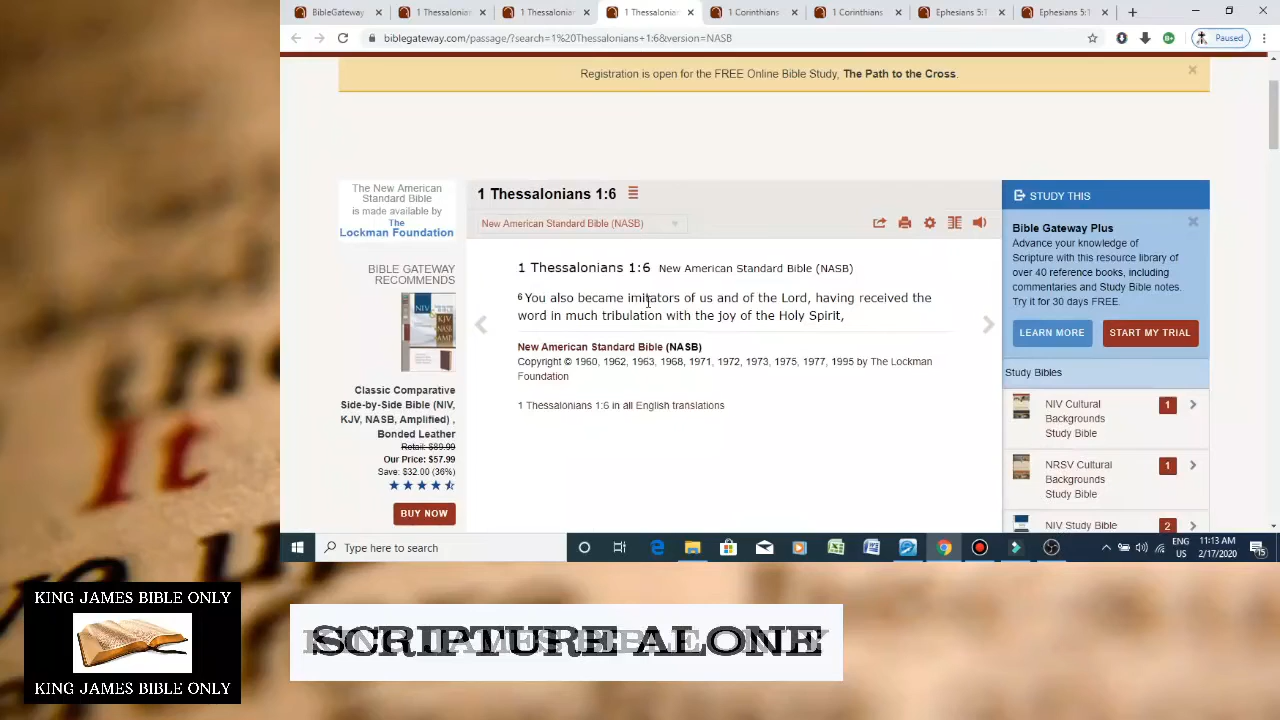 BibleGateway
1 Thessalonian
1 Thessalonian
1 Thessalonian
1 Corinthians
1 Corinthians
Ephesians 5:1
Ephesians 5:1
biblegateway.com/passage/?search=1%20Thessalonians+1:6&version=NASB
Paused
Registration is open for the FREE Online Bible Study, The Path to the Cross.
The New American
Standard Bible
is made available by
The
Lockman Foundation
BIBLE GATEWAY
RECOMMENDS
NIV
KJV
Classic Comparative
Side-by-Side Bible (NIV,
KJV, NASB, Amplified) ,
Bonded Leather
Retail: $89.99
Our Price: $57.99
Save: $32.00 (36%)
BUY NOW
1 Thessalonians 1:6
New American Standard Bible (NASB)
1 Thessalonians 1:6 New American Standard Bible (NASB)
6 You also became imitators of us and of the Lord, having received the
word in much tribulation with the joy of the Holy Spirit,
New American Standard Bible (NASB)
Copyright © 1960, 1962, 1963, 1968, 1971, 1972, 1973, 1975, 1977, 1995 by The Lockman
Foundation
1 Thessalonians 1:6 in all English translations
STUDY THIS
Bible Gateway Plus
Advance your knowledge of
Scripture with this resource library of
over 40 reference books, including
commentaries and Study Bible notes.
Try it for 30 days FREE.
LEARN MORE
START MY TRIAL
Study Bibles
NIV Cultural
Backgrounds
Study Bible
1
NRSV Cultural
Backgrounds
Study Bible
1
NIV Study Bible
2
Type here to search
ENG
US
11:13 AM
2/17/2020
15
It
KING JAMES BIBLE ONLY
KING JAMES BIBLE ONLY
SCRIPTURE ALONE
KING JAMES BIBLE ONLY